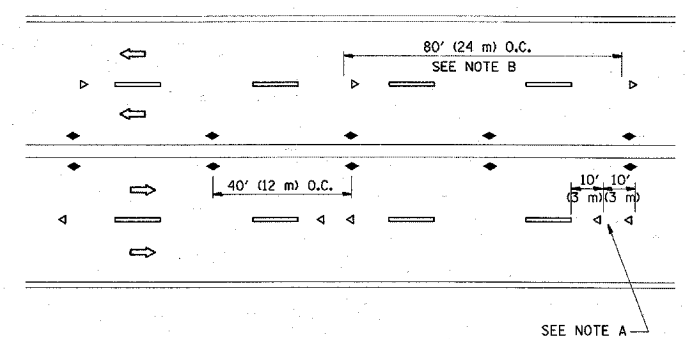 80' (24 m) O.C.
SEE NOTE B
40' (12 m) O.C.
10' 10'
(3 m) (3 m)
SEE NOTE A